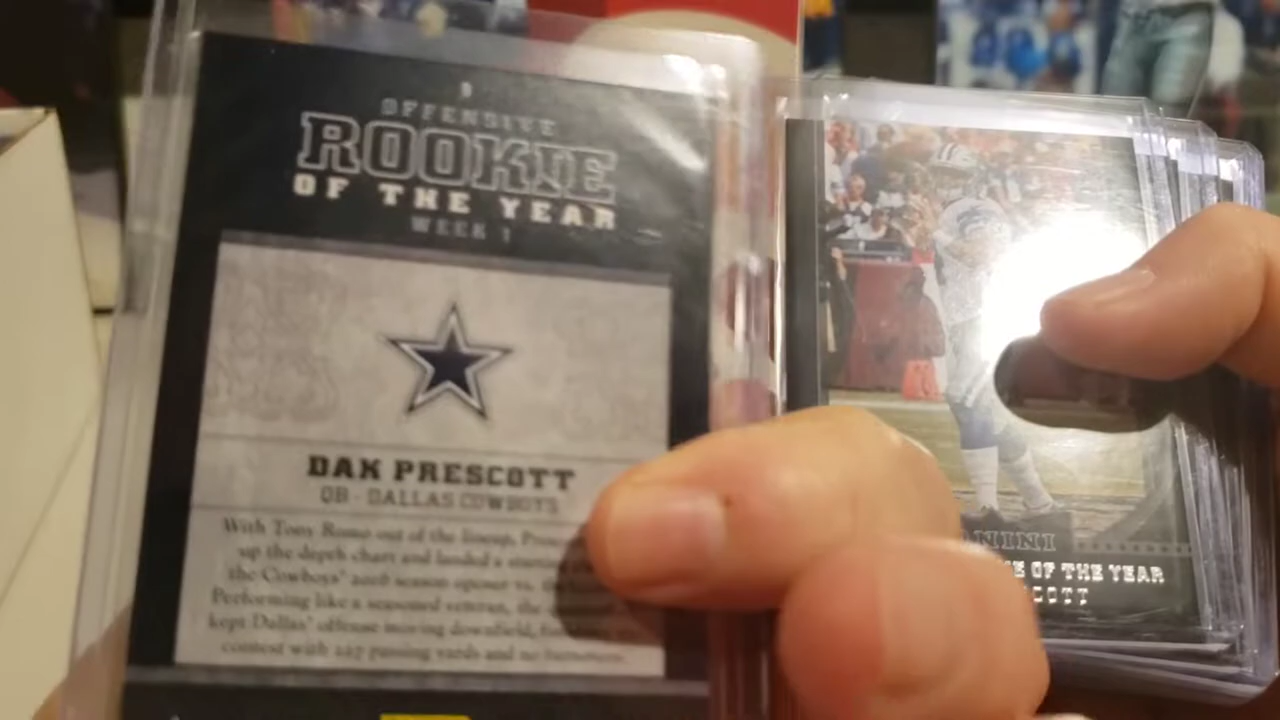 OFFENSIVE
ROOKIE
OF THE YEAR
WEEK 1
DAK PRESCOTT
QB - DALLAS COWBOYS
With Tony Romo out of the lineup,
up the depth chart and landed a
the Cowboys' 2016 season opener vs.
Performing like a seasoned veteran, the
kept Dallas' offense moving downfield,
contest with 227 passing yards and no turnovers.
NINI
E OF THE YEAR
COTT